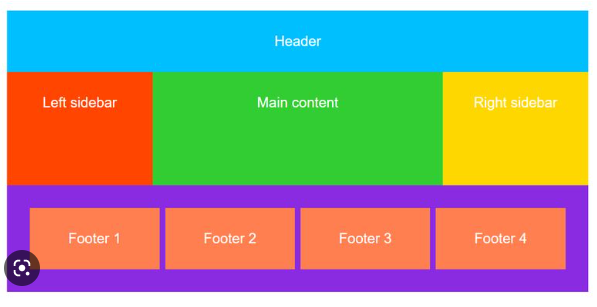 Header
Left sidebar
Main content
Right sidebar
Footer 1
Footer 2
Footer 3
Footer 4